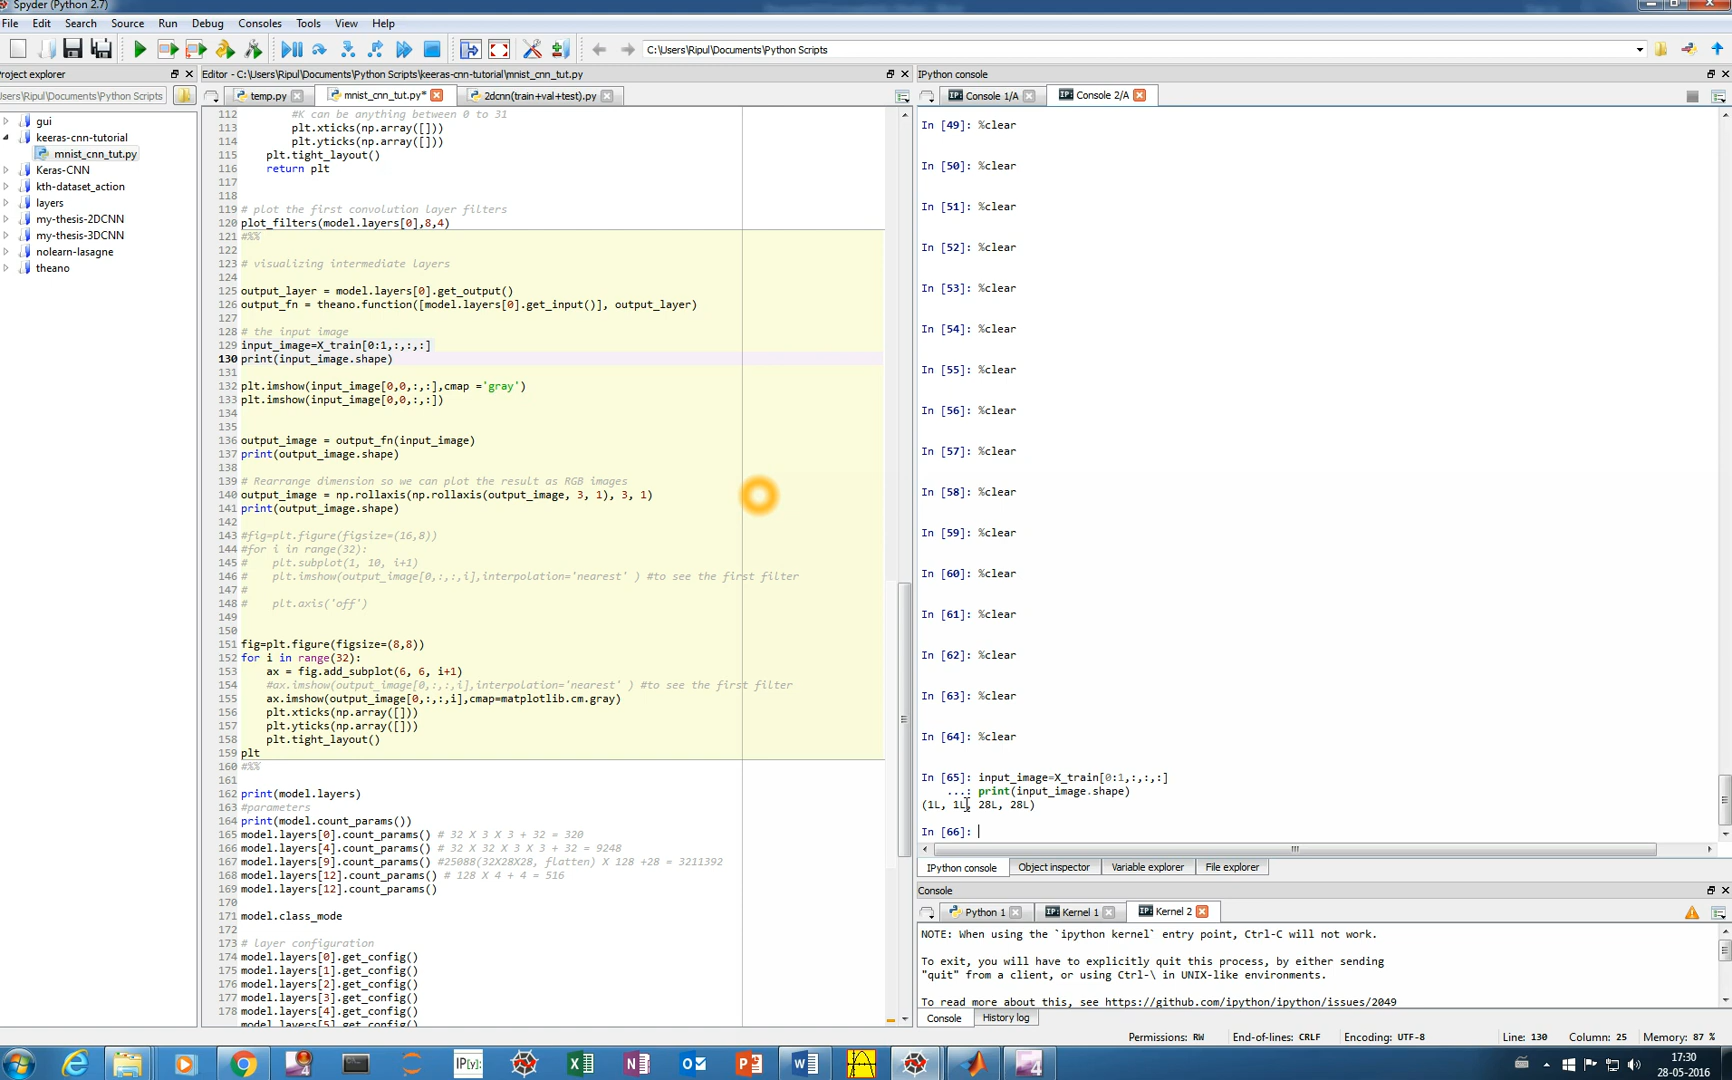 Spyder (Python 2.7)
File Edit Search Run Debug Consoles Tools View Help
C:\Users\Ripul\Documents\Python Scripts
roject explorer
Editor - C:\Users\Ripul\Documents\Python Scripts\keeras-cnn-tutorial\mnist_cnn_tut.py
IPython console
sers\Ripul\Documents\Python Scripts
temp.py
mnist_cnn_tut.py*
2dcnn(train+val+test).py
Console 1/A
Console 2/A
gui
keeras-cnn-tutorial
mnist_cnn_tut.py
Keras-CNN
kth-dataset_action
layers
my-thesis-2DCNN
my-thesis-3DCNN
nolearn-lasagne
theano
112 #K can be anything between 0 to 31
113 plt.xticks(np.array([]))
114 plt.yticks(np.array([]))
115 plt.tight_layout()
116 return plt
117
118
119 # plot the first convolution layer filters
120 plot_filters(model.layers[0],8,4)
121 #%%
122
123 # visualizing intermediate layers
124
125 output_layer = model.layers[0].get_output()
126 output_fn = theano.function([model.layers[0].get_input()], output_layer)
127
128 # the input image
129 input_image=X_train[0:1,:,:,:]
130 print(input_image.shape)
131
132 plt.imshow(input_image[0,0,:,:],cmap ='gray')
133 plt.imshow(input_image[0,0,:,:])
134
135
136 output_image = output_fn(input_image)
137 print(output_image.shape)
138
139 # Rearrange dimension so we can plot the result as RGB images
140 output_image = np.rollaxis(np.rollaxis(output_image, 3, 1), 3, 1)
141 print(output_image.shape)
142
143 #fig=plt.figure(figsize=(16,8))
144 #for i in range(32):
145 # plt.subplot(1, 10, i+1)
146 # plt.imshow(output_image[0,:,:,i],interpolation='nearest' ) #to see the first filter
147 #
148 # plt.axis('off')
149
150
151 fig=plt.figure(figsize=(8,8))
152 for i in range(32):
153 ax = fig.add_subplot(6, 6, i+1)
154 #ax.imshow(output_image[0,:,:,i],interpolation='nearest' ) #to see the first filter
155 ax.imshow(output_image[0,:,:,i],cmap=matplotlib.cm.gray)
156 plt.xticks(np.array([]))
157 plt.yticks(np.array([]))
158 plt.tight_layout()
159 plt
160 #%%
161
162 print(model.layers)
163 #parameters
164 print(model.count_params())
165 model.layers[0].count_params() # 32 X 3 X 3 + 32 = 320
166 model.layers[4].count_params() # 32 X 32 X 3 X 3 + 32 = 9248
167 model.layers[9].count_params() #25088(32X28X28, flatten) X 128 +28 = 3211392
168 model.layers[12].count_params() # 128 X 4 + 4 = 516
169 model.layers[12].count_params()
170
171 model.class_mode
172
173 # layer configuration
174 model.layers[0].get_config()
175 model.layers[1].get_config()
176 model.layers[2].get_config()
177 model.layers[3].get_config()
178 model.layers[4].get_config()
model.layers[5].get_config()
In [49]: %clear
In [50]: %clear
In [51]: %clear
In [52]: %clear
In [53]: %clear
In [54]: %clear
In [55]: %clear
In [56]: %clear
In [57]: %clear
In [58]: %clear
In [59]: %clear
In [60]: %clear
In [61]: %clear
In [62]: %clear
In [63]: %clear
In [64]: %clear
In [65]: input_image=X_train[0:1,:,:,:]
...: print(input_image.shape)
(1L, 1L, 28L, 28L)
In [66]:
IPython console Object inspector Variable explorer File explorer
Console
Python 1
Kernel 1
Kernel 2
NOTE: When using the `ipython kernel` entry point, Ctrl-C will not work.
To exit, you will have to explicitly quit this process, by either sending
"quit" from a client, or using Ctrl-\ in UNIX-like environments.
To read more about this, see https://github.com/ipython/ipython/issues/2049
Console History log
Permissions: RW End-of-lines: CRLF Encoding: UTF-8 Line: 130 Column: 25 Memory: 87 %
17:30
28-05-2016